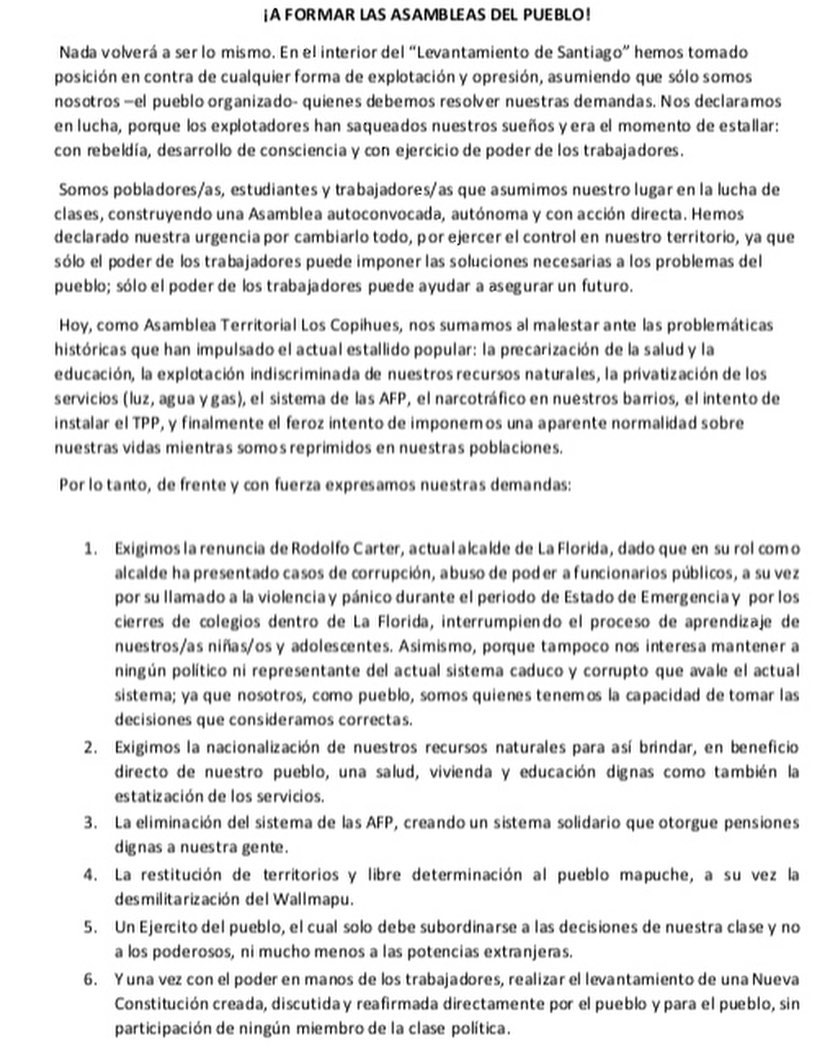 ¡A FORMAR LAS ASAMBLEAS DEL PUEBLO!
Nada volverá a ser lo mismo. En el interior del “Levantamiento de Santiago” hemos tomado
posición en contra de cualquier forma de explotación y opresión, asumiendo que sólo somos
nosotros –el pueblo organizado- quienes debemos resolver nuestras demandas. Nos declaramos
en lucha, porque los explotadores han saqueados nuestros sueños y era el momento de estallar:
con rebeldía, desarrollo de consciencia y con ejercicio de poder de los trabajadores.
Somos pobladores/as, estudiantes y trabajadores/as que asumimos nuestro lugar en la lucha de
clases, construyendo una Asamblea autoconvocada, autónoma y con acción directa. Hemos
declarado nuestra urgencia por cambiarlo todo, por ejercer el control en nuestro territorio, ya que
sólo el poder de los trabajadores puede imponer las soluciones necesarias a los problemas del
pueblo; sólo el poder de los trabajadores puede ayudar a asegurar un futuro.
Hoy, como Asamblea Territorial Los Copihues, nos sumamos al malestar ante las problemáticas
históricas que han impulsado el actual estallido popular: la precarización de la salud y la
educación, la explotación indiscriminada de nuestros recursos naturales, la privatización de los
servicios (luz, agua y gas), el sistema de las AFP, el narcotráfico en nuestros barrios, el intento de
instalar el TPP, y finalmente el feroz intento de imponernos una aparente normalidad sobre
nuestras vidas mientras somos reprimidos en nuestras poblaciones.
Por lo tanto, de frente y con fuerza expresamos nuestras demandas:
1. Exigimos la renuncia de Rodolfo Carter, actual alcalde de La Florida, dado que en su rol como
alcalde ha presentado casos de corrupción, abuso de poder a funcionarios públicos, a su vez
por su llamado a la violencia y pánico durante el periodo de Estado de Emergencia y por los
cierres de colegios dentro de La Florida, interrumpiendo el proceso de aprendizaje de
nuestros/as niñas/os y adolescentes. Asimismo, porque tampoco nos interesa mantener a
ningún político ni representante del actual sistema caduco y corrupto que avale el actual
sistema; ya que nosotros, como pueblo, somos quienes tenemos la capacidad de tomar las
decisiones que consideramos correctas.
2. Exigimos la nacionalización de nuestros recursos naturales para así brindar, en beneficio
directo de nuestro pueblo, una salud, vivienda y educación dignas como también la
estatización de los servicios.
3. La eliminación del sistema de las AFP, creando un sistema solidario que otorgue pensiones
dignas a nuestra gente.
4. La restitución de territorios y libre determinación al pueblo mapuche, a su vez la
desmilitarización del Wallmapu.
5. Un Ejercito del pueblo, el cual solo debe subordinarse a las decisiones de nuestra clase y no
a los poderosos, ni mucho menos a las potencias extranjeras.
6. Y una vez con el poder en manos de los trabajadores, realizar el levantamiento de una Nueva
Constitución creada, discutida y reafirmada directamente por el pueblo y para el pueblo, sin
participación de ningún miembro de la clase política.